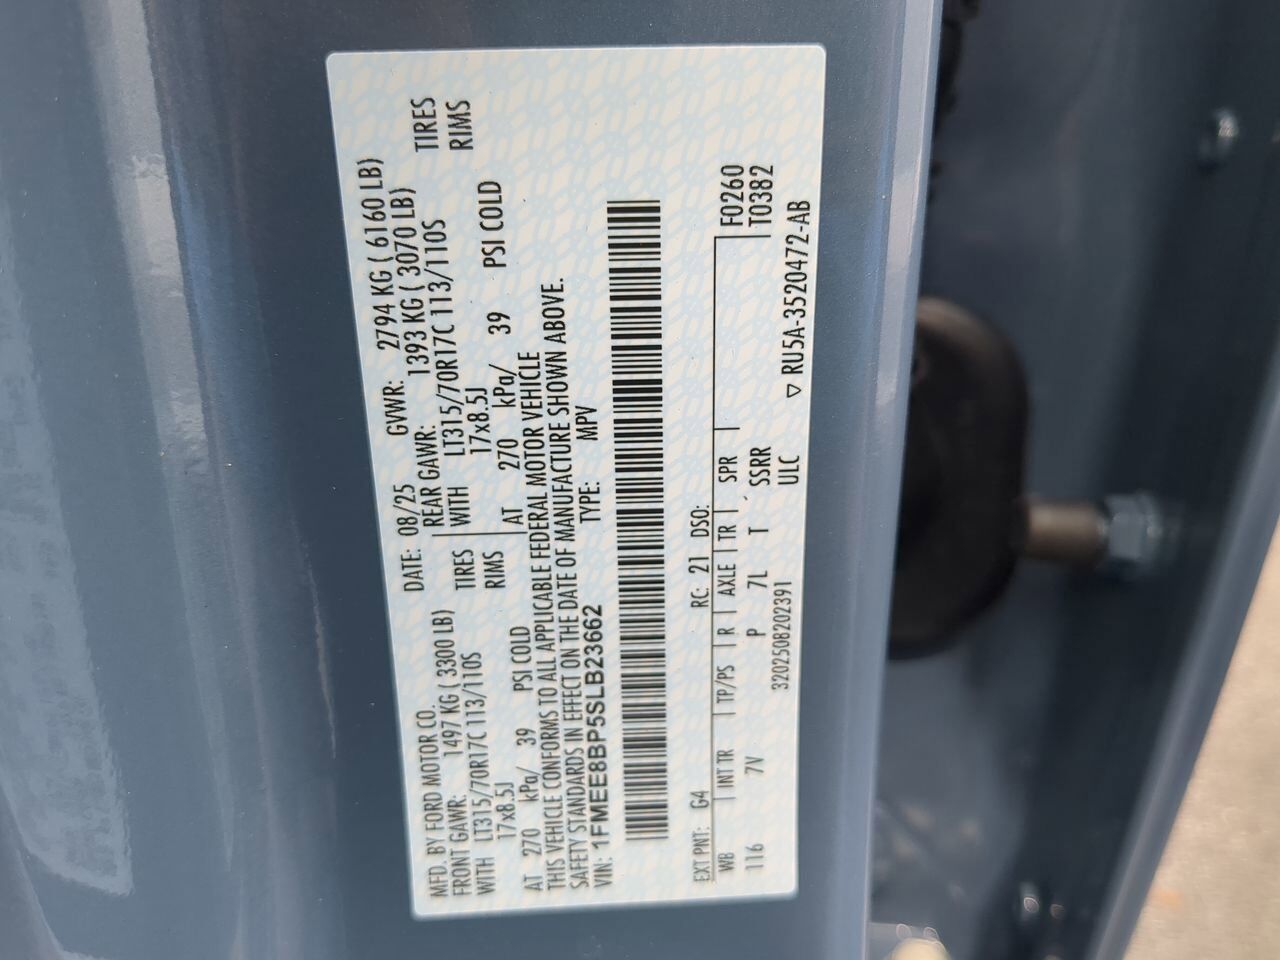 MFD. BY FORD MOTOR CO. DATE: 08/25 GVWR: 2794 KG ( 6160 LB)
FRONT GAWR: 1497 KG ( 3300 LB) REAR GAWR: 1393 KG ( 3070 LB)
WITH LT315/70R17C 113/110S TIRES WITH LT315/70R17C 113/110S TIRES
17x8.5J RIMS 17x8.5J RIMS
AT 270 kPa/ 39 PSI COLD AT 270 kPa/ 39 PSI COLD
THIS VEHICLE CONFORMS TO ALL APPLICABLE FEDERAL MOTOR VEHICLE
SAFETY STANDARDS IN EFFECT ON THE DATE OF MANUFACTURE SHOWN ABOVE.
VIN: 1FMEE8BP5SLB23662 TYPE: MPV
EXT PNT: G4 RC: 21 DSO:
WB INT TR TP/PS R AXLE TR SPR F0260
116 7V P 7L T SSRR T0382
320250820239I ULC ▽ RU5A-3520472-AB